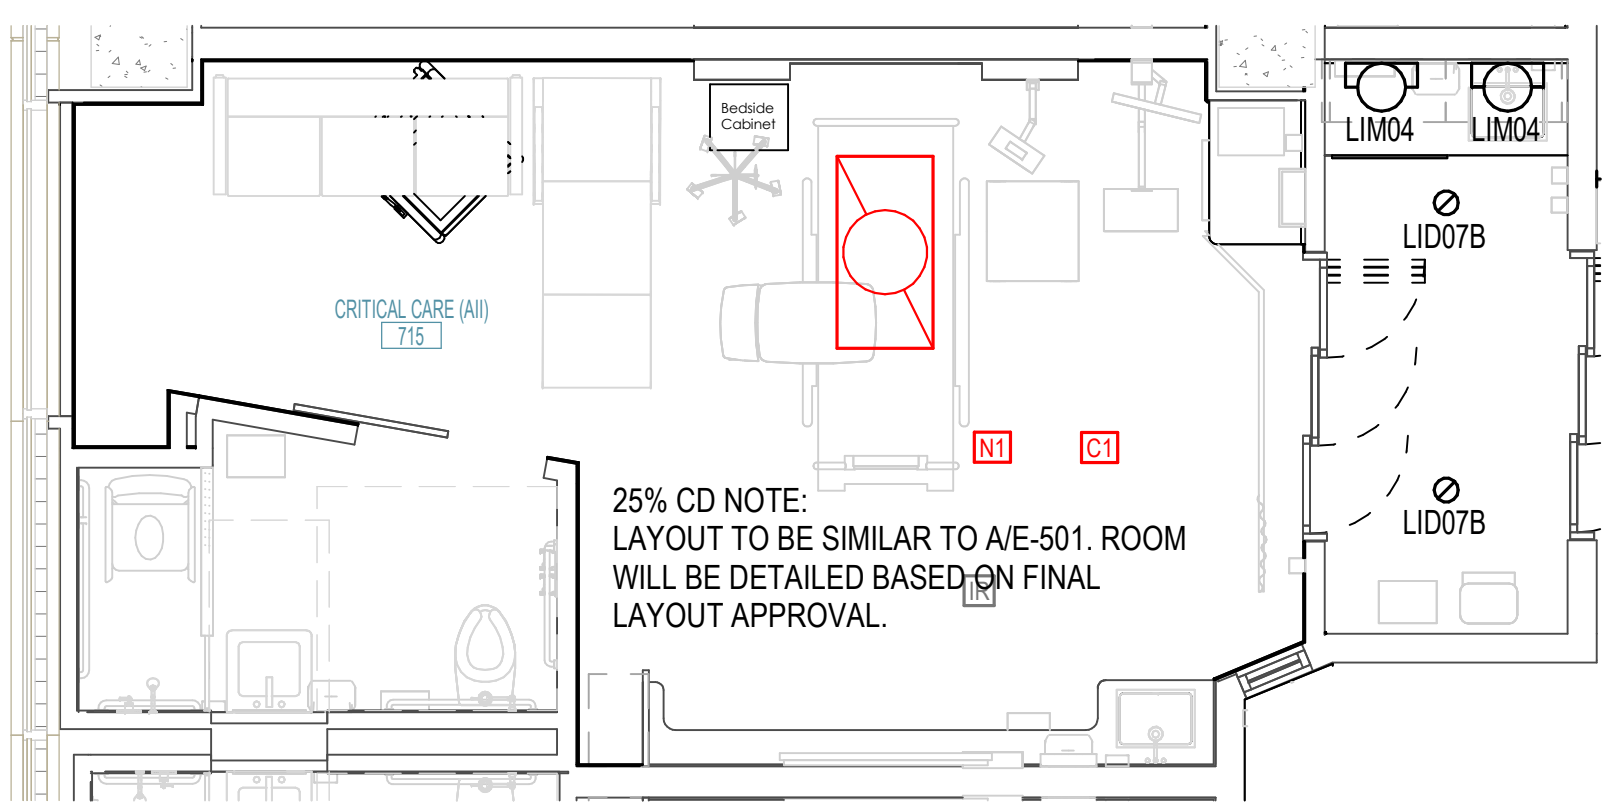 Bedside
Cabinet
LIM04
LIM04
LID07B
CRITICAL CARE (AII)
715
N1
C1
25% CD NOTE:
LAYOUT TO BE SIMILAR TO A/E-501. ROOM
WILL BE DETAILED BASED ON FINAL
LAYOUT APPROVAL.
IR
LID07B